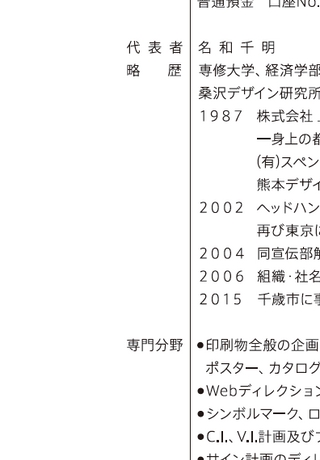 普通預金 口座No.
代表者 名和千明
略歴 専修大学、経済学部
桑沢デザイン研究所
1987 株式会社
一身上の都
(有)スペン
熊本デザイ
2002 ヘッドハン
再び東京に
2004 同宣伝部解
2006 組織・社名
2015 千歳市に事
専門分野 ●印刷物全般の企画
ポスター、カタログ
●Webディレクション
●シンボルマーク、ロ
●C.I.、V.I.計画及びブ
●サイン計画のディレ